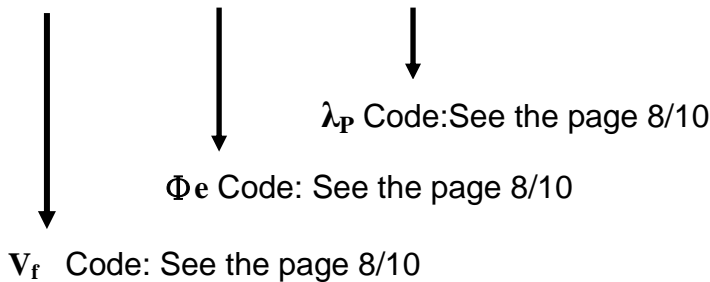 λP Code:See the page 8/10
Φe Code: See the page 8/10
Vf Code: See the page 8/10